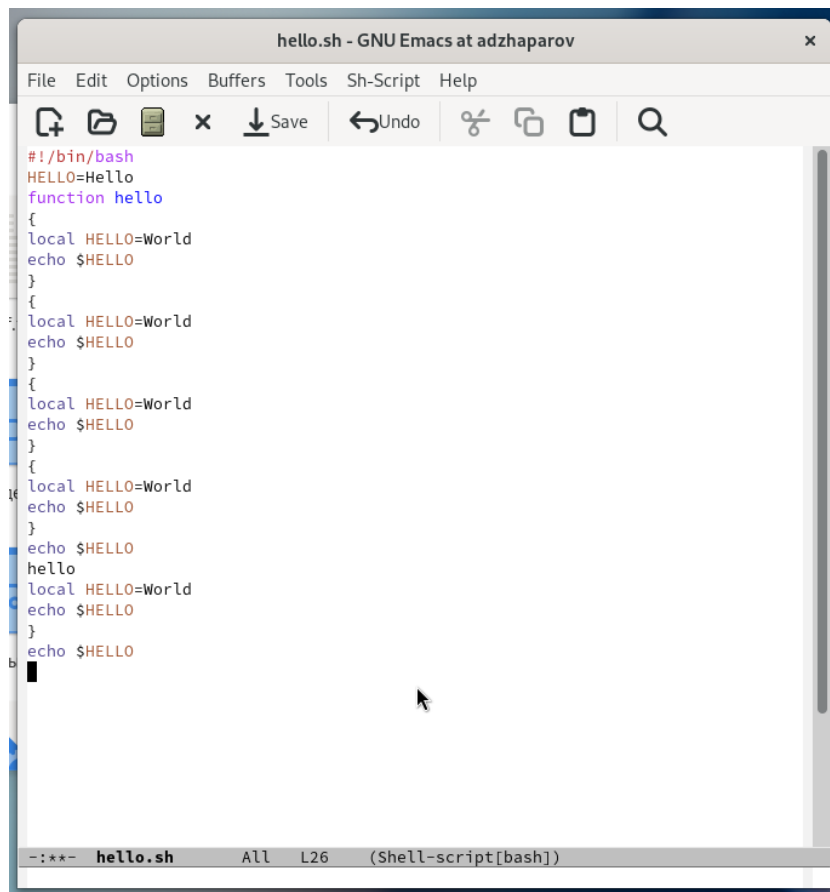 hello.sh - GNU Emacs at adzhaparov
File Edit Options Buffers Tools Sh-Script Help
Save Undo
#!/bin/bash
HELLO=Hello
function hello
{
local HELLO=World
echo $HELLO
}
{
local HELLO=World
echo $HELLO
}
{
local HELLO=World
echo $HELLO
}
{
local HELLO=World
echo $HELLO
}
echo $HELLO
hello
local HELLO=World
echo $HELLO
}
echo $HELLO
-:**- hello.sh All L26 (Shell-script[bash])